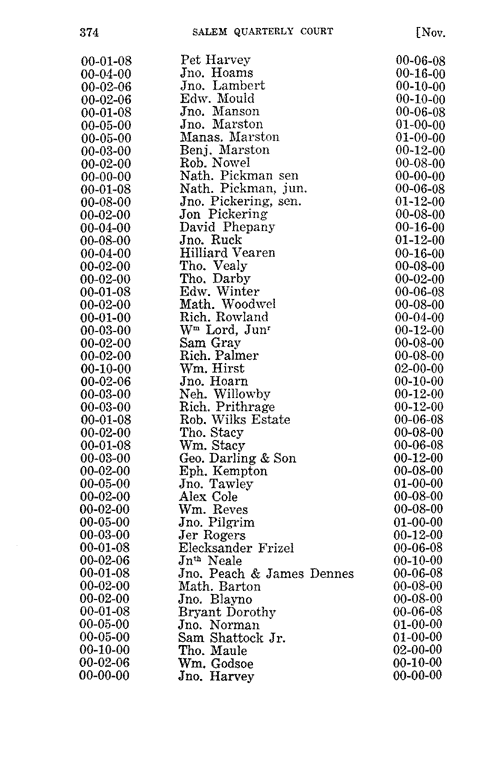 374 SALEM QUARTERLY COURT [Nov.
00-01-08 Pet Harvey 00-06-08
00-04-00 Jno. Hoams 00-16-00
00-02-06 Jno. Lambert 00-10-00
00-02-06 Edw. Mould 00-10-00
00-01-08 Jno. Manson 00-06-08
00-05-00 Jno. Marston 01-00-00
00-05-00 Manas. Marston 01-00-00
00-03-00 Benj. Marston 00-12-00
00-02-00 Rob. Nowel 00-08-00
00-00-00 Nath. Pickman sen 00-00-00
00-01-08 Nath. Pickman, jun. 00-06-08
00-08-00 Jno. Pickering, sen. 01-12-00
00-02-00 Jon Pickering 00-08-00
00-04-00 David Phepany 00-16-00
00-08-00 Jno. Ruck 01-12-00
00-04-00 Hilliard Vearen 00-16-00
00-02-00 Tho. Vealy 00-08-00
00-02-00 Tho. Darby 00-02-00
00-01-08 Edw. Winter 00-06-08
00-02-00 Math. Woodwel 00-08-00
00-01-00 Rich. Rowland 00-04-00
00-03-00 Wᵐ Lord, Junʳ 00-12-00
00-02-00 Sam Gray 00-08-00
00-02-00 Rich. Palmer 00-08-00
00-10-00 Wm. Hirst 02-00-00
00-02-06 Jno. Hoarn 00-10-00
00-03-00 Neh. Willowby 00-12-00
00-03-00 Rich. Prithrage 00-12-00
00-01-08 Rob. Wilks Estate 00-06-08
00-02-00 Tho. Stacy 00-08-00
00-01-08 Wm. Stacy 00-06-08
00-03-00 Geo. Darling & Son 00-12-00
00-02-00 Eph. Kempton 00-08-00
00-05-00 Jno. Tawley 01-00-00
00-02-00 Alex Cole 00-08-00
00-02-00 Wm. Reves 00-08-00
00-05-00 Jno. Pilgrim 01-00-00
00-03-00 Jer Rogers 00-12-00
00-01-08 Elecksander Frizel 00-06-08
00-02-06 Jnᵗʰ Neale 00-10-00
00-01-08 Jno. Peach & James Dennes 00-06-08
00-02-00 Math. Barton 00-08-00
00-02-00 Jno. Blayno 00-08-00
00-01-08 Bryant Dorothy 00-06-08
00-05-00 Jno. Norman 01-00-00
00-05-00 Sam Shattock Jr. 01-00-00
00-10-00 Tho. Maule 02-00-00
00-02-06 Wm. Godsoe 00-10-00
00-00-00 Jno. Harvey 00-00-00